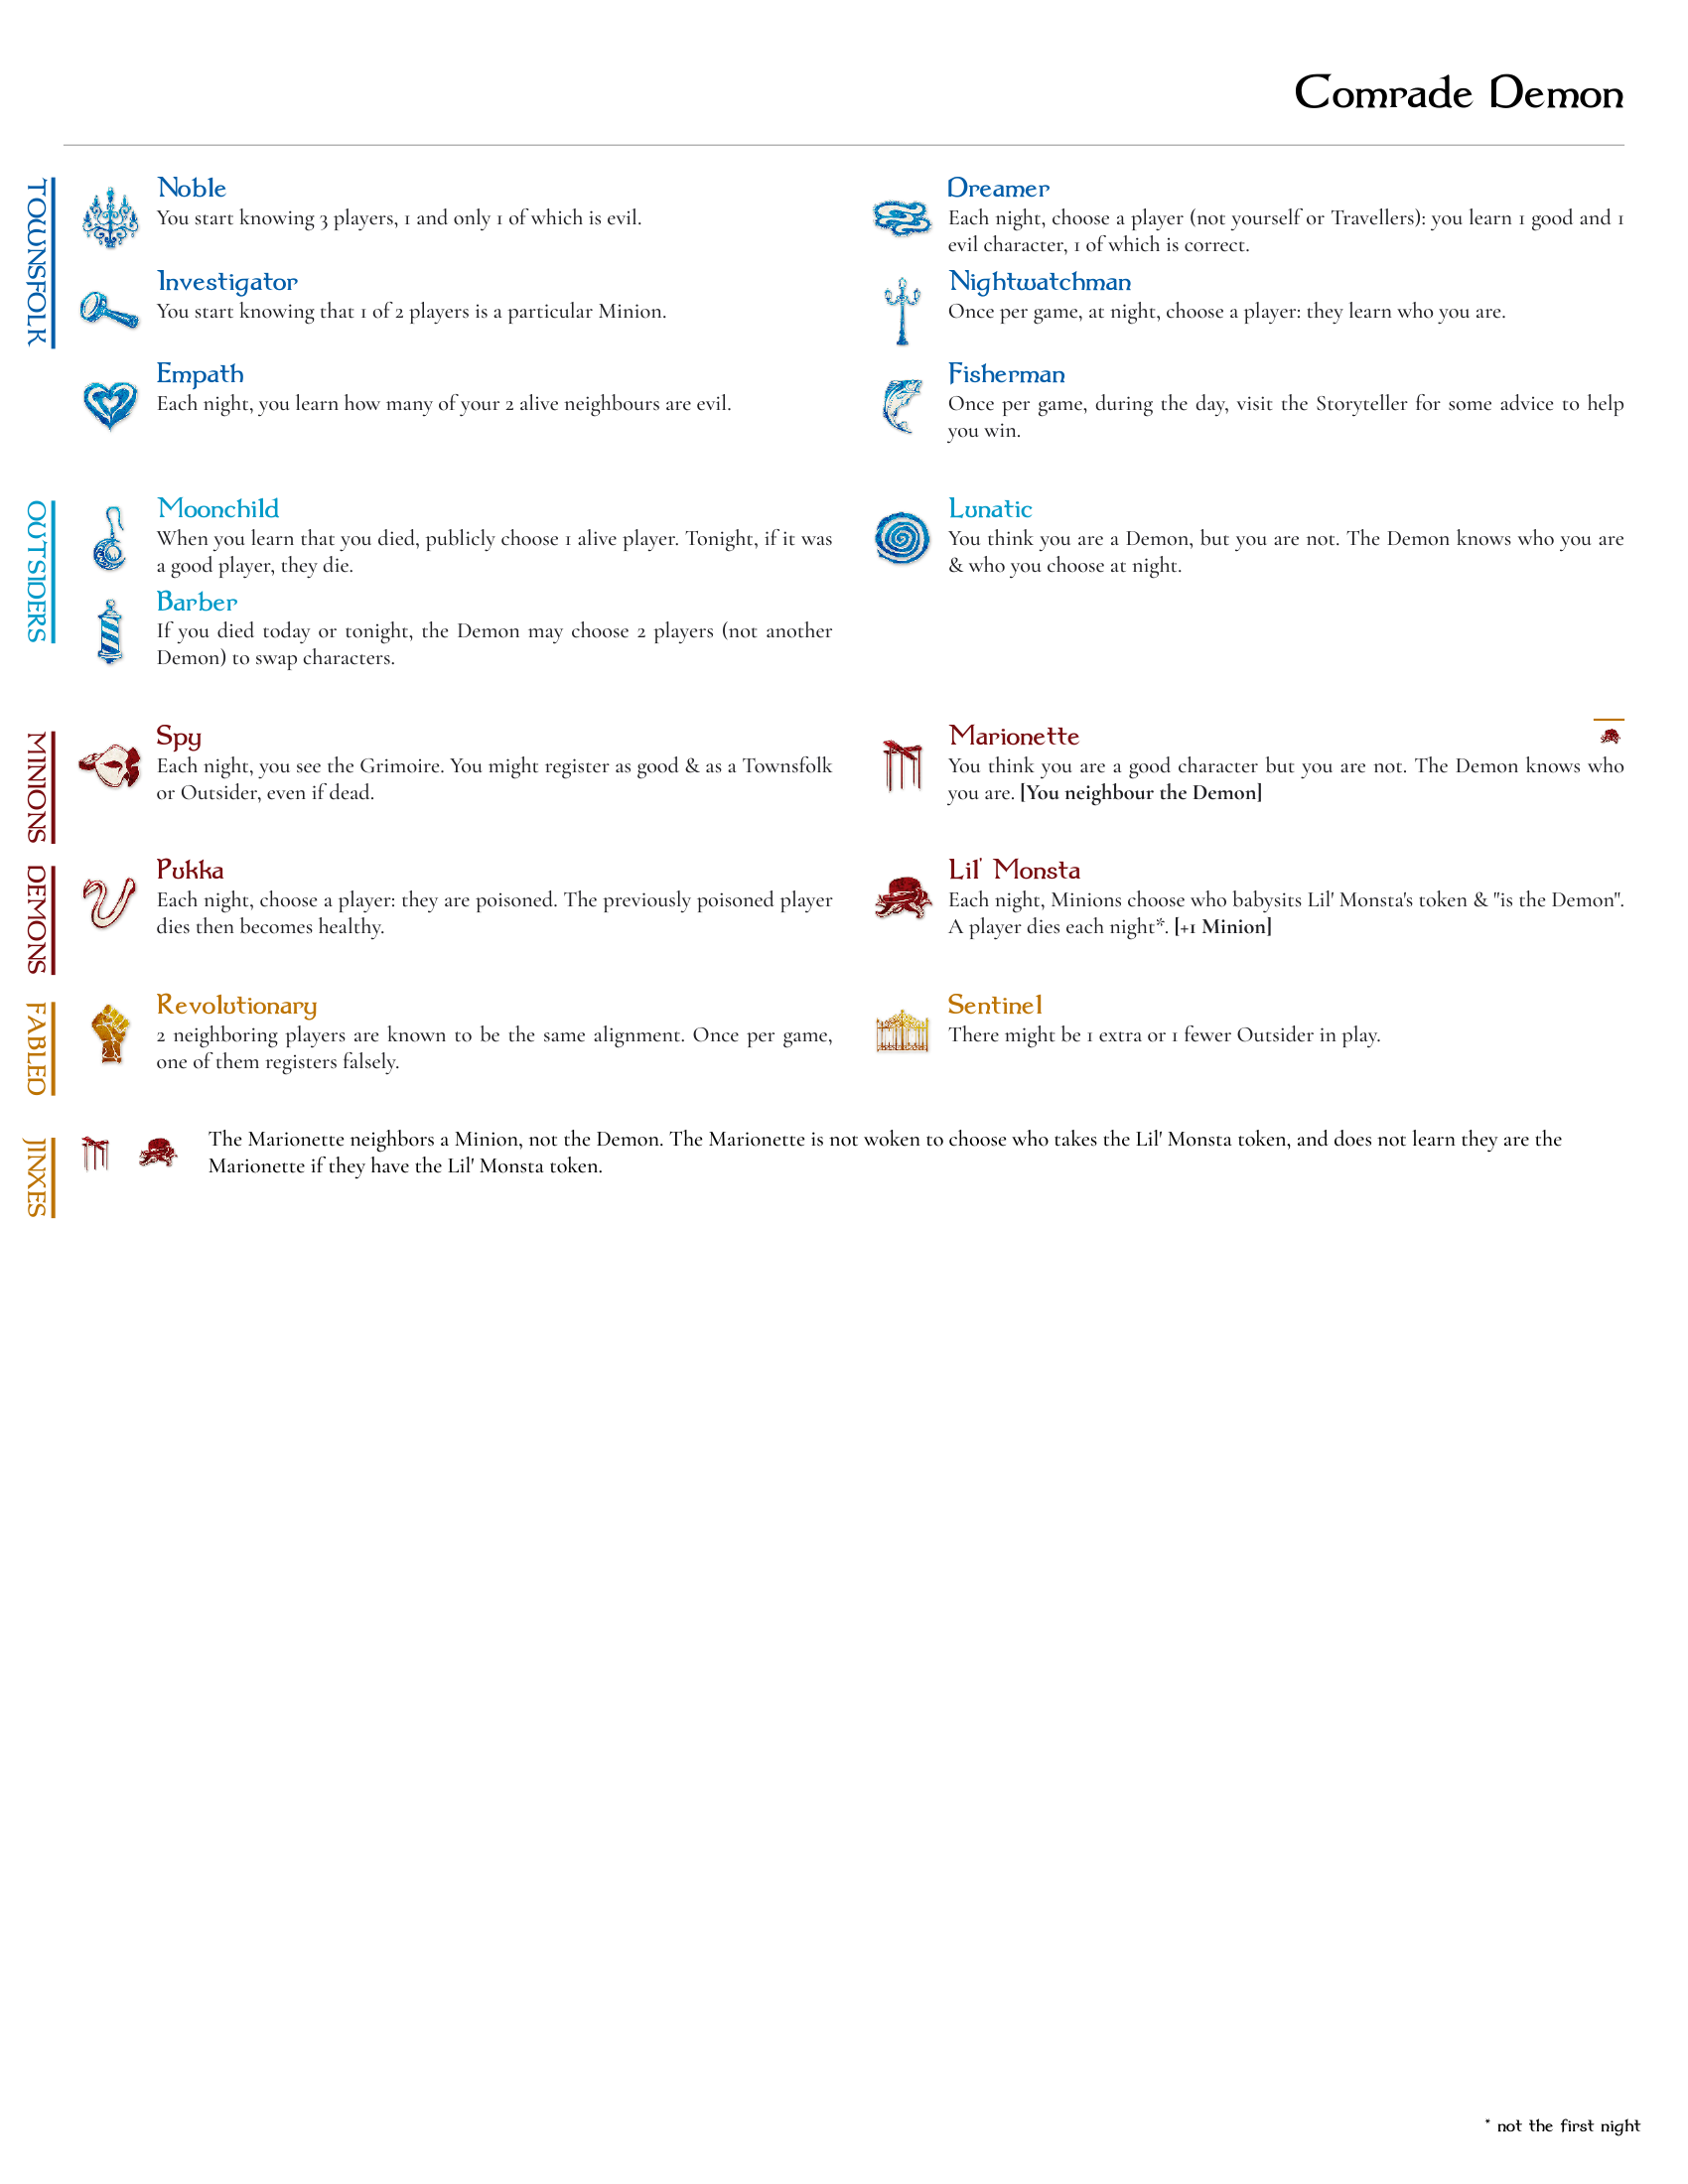 Comrade Demon
TOWNSFOLK
Noble
You start knowing 3 players, 1 and only 1 of which is evil.
Investigator
You start knowing that 1 of 2 players is a particular Minion.
Empath
Each night, you learn how many of your 2 alive neighbours are evil.
Dreamer
Each night, choose a player (not yourself or Travellers): you learn 1 good and 1
evil character, 1 of which is correct.
Nightwatchman
Once per game, at night, choose a player: they learn who you are.
Fisherman
Once per game, during the day, visit the Storyteller for some advice to help
you win.
OUTSIDERS
Moonchild
When you learn that you died, publicly choose 1 alive player. Tonight, if it was
a good player, they die.
Barber
If you died today or tonight, the Demon may choose 2 players (not another
Demon) to swap characters.
Lunatic
You think you are a Demon, but you are not. The Demon knows who you are
& who you choose at night.
MINIONS
Spy
Each night, you see the Grimoire. You might register as good & as a Townsfolk
or Outsider, even if dead.
Marionette
You think you are a good character but you are not. The Demon knows who
you are. [You neighbour the Demon]
DEMONS
Pukka
Each night, choose a player: they are poisoned. The previously poisoned player
dies then becomes healthy.
Lil' Monsta
Each night, Minions choose who babysits Lil' Monsta's token & "is the Demon".
A player dies each night*. [+1 Minion]
FABLED
Revolutionary
2 neighboring players are known to be the same alignment. Once per game,
one of them registers falsely.
Sentinel
There might be 1 extra or 1 fewer Outsider in play.
JINXES
The Marionette neighbors a Minion, not the Demon. The Marionette is not woken to choose who takes the Lil' Monsta token, and does not learn they are the
Marionette if they have the Lil' Monsta token.
* not the first night